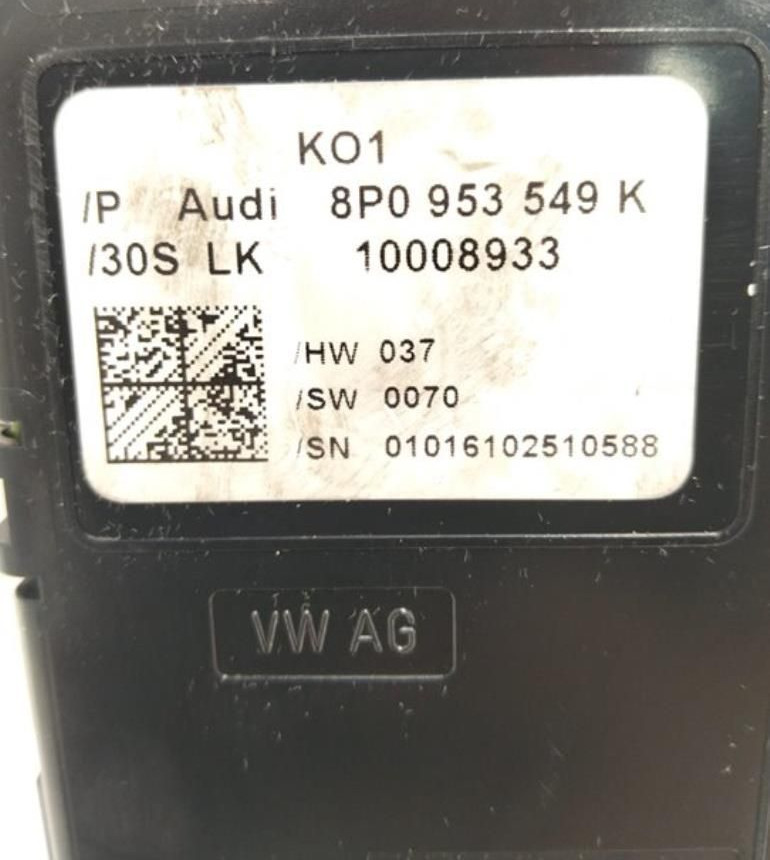 KO1
/P Audi 8P0 953 549 K
/30S LK 10008933
/HW 037
/SW 0070
/SN 01016102510588
VW AG